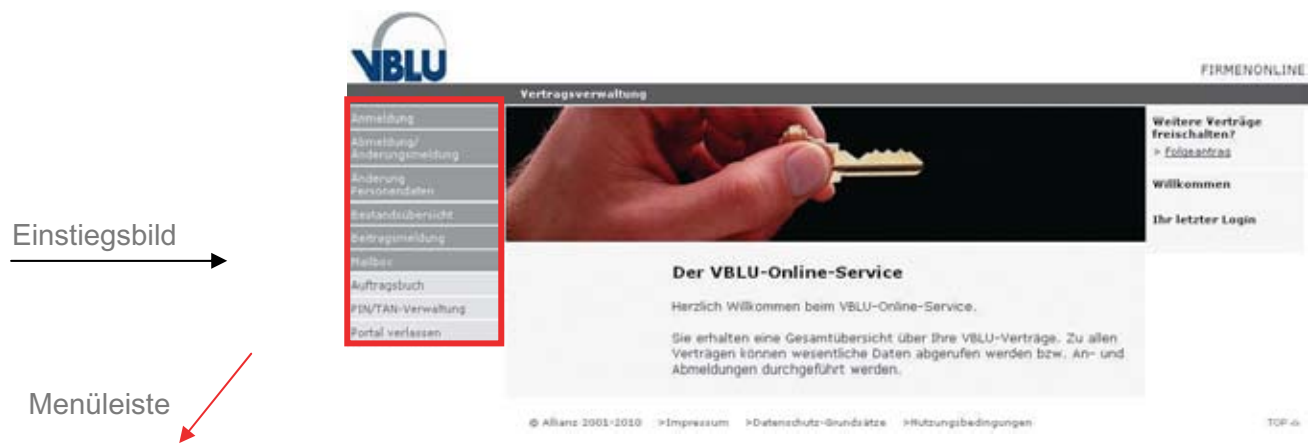 VBLU
FIRMENONLINE
Vertragsverwaltung
Anmeldung
Abmeldung/
Änderungsmeldung
Änderung
Personendaten
Bestandsübersicht
Beitragsmeldung
Mailbox
Auftragsbuch
PIN/TAN-Verwaltung
Portal verlassen
Weitere Verträge
freischalten?
> Folgeantrag
Willkommen
Ihr letzter Login
Einstiegsbild
Der VBLU-Online-Service
Herzlich Willkommen beim VBLU-Online-Service.
Sie erhalten eine Gesamtübersicht über Ihre VBLU-Verträge. Zu allen
Verträgen können wesentliche Daten abgerufen werden bzw. An- und
Abmeldungen durchgeführt werden.
Menüleiste
© Allianz 2001-2010 >Impressum >Datenschutz-Grundsätze >Nutzungsbedingungen TOP